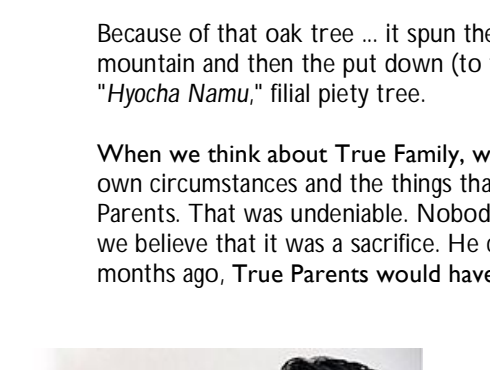 Because of that oak tree ... it spun the
mountain and then the put down (to
"Hyocha Namu," filial piety tree.
When we think about True Family, w
own circumstances and the things tha
Parents. That was undeniable. Nobod
we believe that it was a sacrifice. He
months ago, True Parents would have